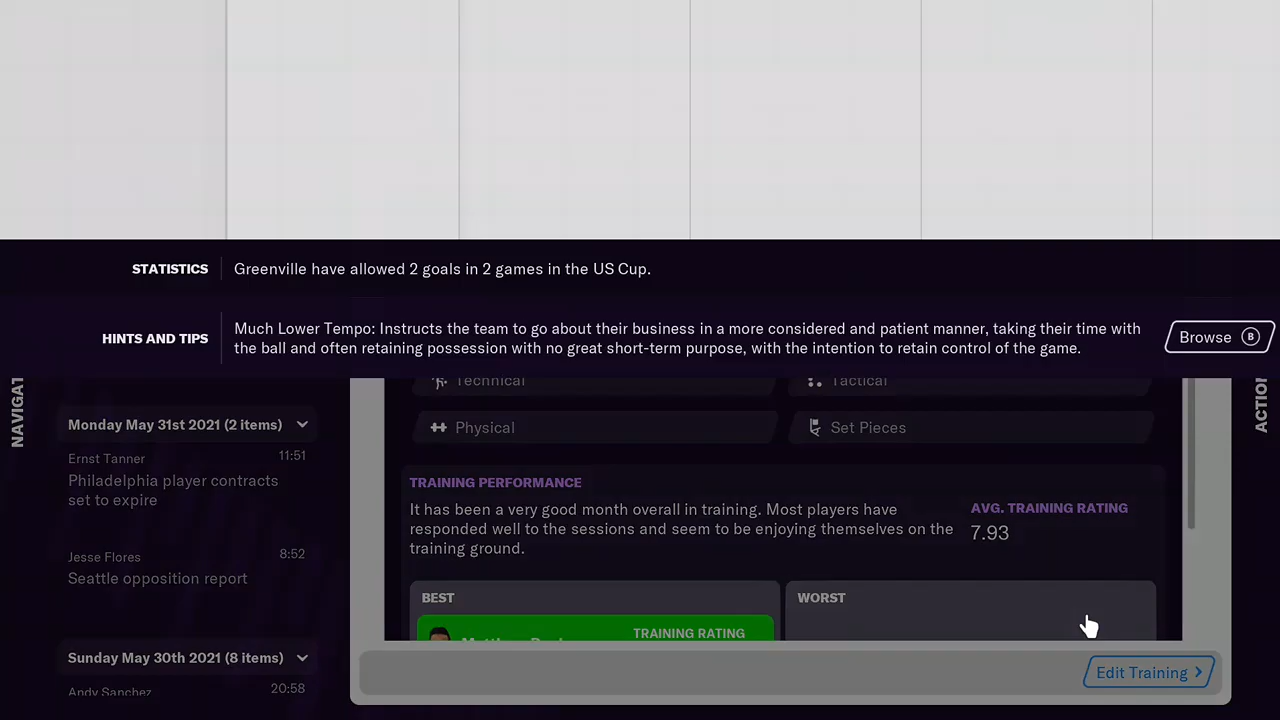 STATISTICS
Greenville have allowed 2 goals in 2 games in the US Cup.
HINTS AND TIPS
Much Lower Tempo: Instructs the team to go about their business in a more considered and patient manner, taking their time with
the ball and often retaining possession with no great short-term purpose, with the intention to retain control of the game.
Browse B
NAVIGAT
ACTION
Technical
Tactical
Physical
Set Pieces
Monday May 31st 2021 (2 items)
Ernst Tanner 11:51
Philadelphia player contracts
set to expire
Jesse Flores 8:52
Seattle opposition report
Sunday May 30th 2021 (8 items)
Andy Sanchez 20:58
TRAINING PERFORMANCE
It has been a very good month overall in training. Most players have
responded well to the sessions and seem to be enjoying themselves on the
training ground.
AVG. TRAINING RATING
7.93
BEST
TRAINING RATING
WORST
Edit Training